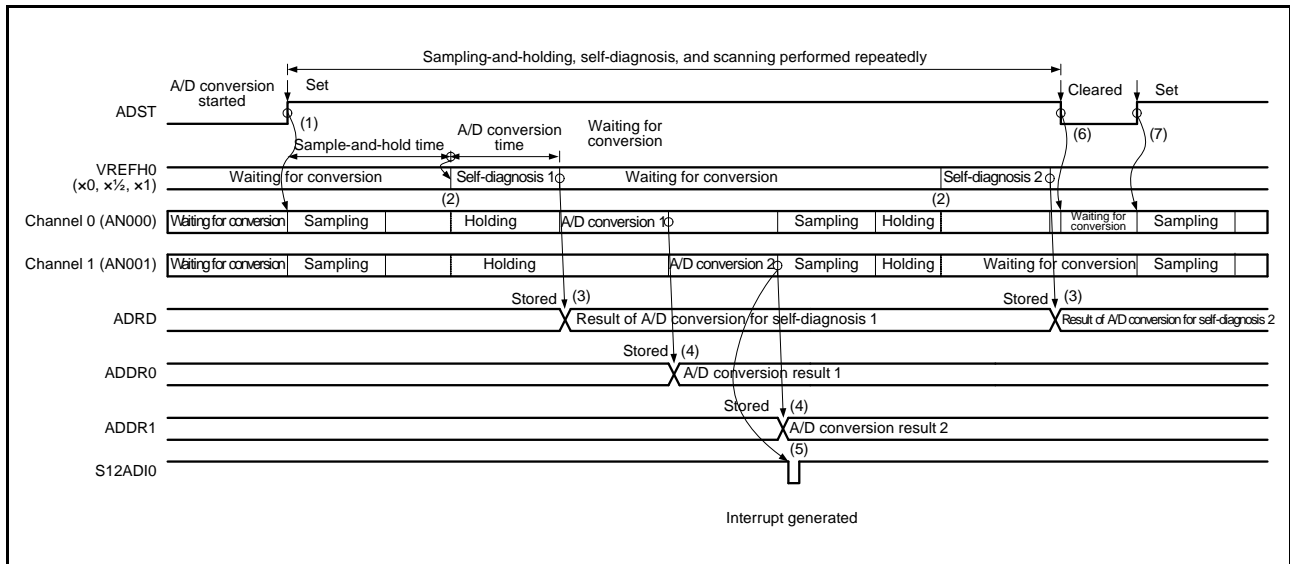 Sampling-and-holding, self-diagnosis, and scanning performed repeatedly
A/D conversion
started
Set
Cleared
Set
ADST
(1)
(6)
(7)
A/D conversion
time
Waiting for
conversion
Sample-and-hold time
VREFH0
(×0, ×½, ×1)
Waiting for conversion
Self-diagnosis 1
Waiting for conversion
Self-diagnosis 2
(2)
(2)
Channel 0 (AN000)
Waiting for conversion
Sampling
Holding
A/D conversion 1
Sampling
Holding
Waiting for
conversion
Sampling
Channel 1 (AN001)
Waiting for conversion
Sampling
Holding
A/D conversion 2
Sampling
Holding
Waiting for conversion
Sampling
Stored
(3)
Stored
(3)
ADRD
Result of A/D conversion for self-diagnosis 1
Result of A/D conversion for self-diagnosis 2
Stored
(4)
ADDR0
A/D conversion result 1
Stored
(4)
ADDR1
A/D conversion result 2
(5)
S12ADI0
Interrupt generated